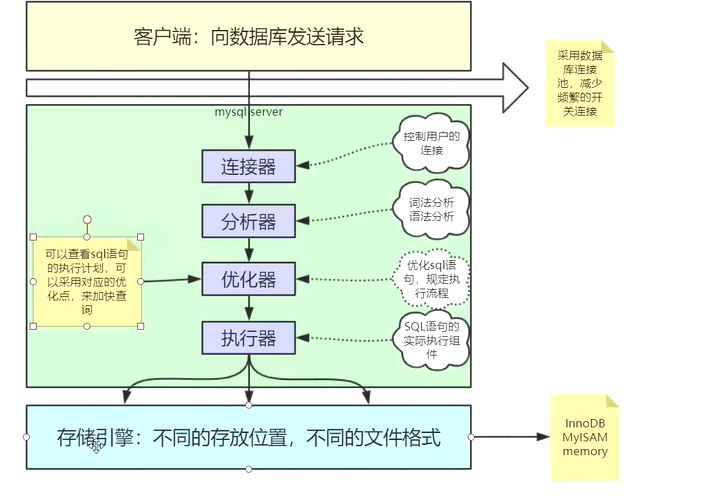 客户端：向数据库发送请求
采用数据
库连接
池，减少
频繁的开
关连接
mysql server
控制用户的
连接
连接器
词法分析
语法分析
分析器
可以查看sql语句
的执行计划，可
以采用对应的优
化点，来加快查
询
优化器
优化sql语
句，规定执
行流程
执行器
SQL语句的
实际执行组
件
存储引擎：不同的存放位置，不同的文件格式
InnoDB
MyISAM
memory